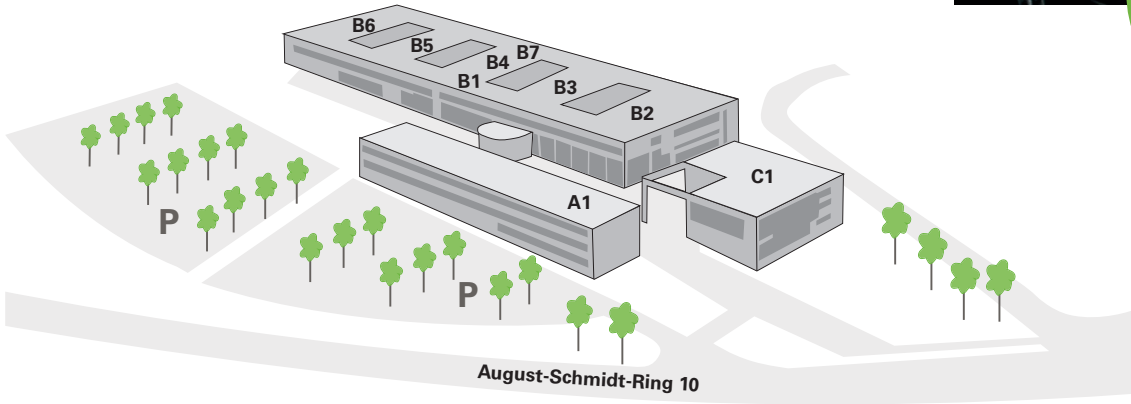 B6
B5
B7
B4
B1
B3
B2
C1
A1
P
P
August-Schmidt-Ring 10